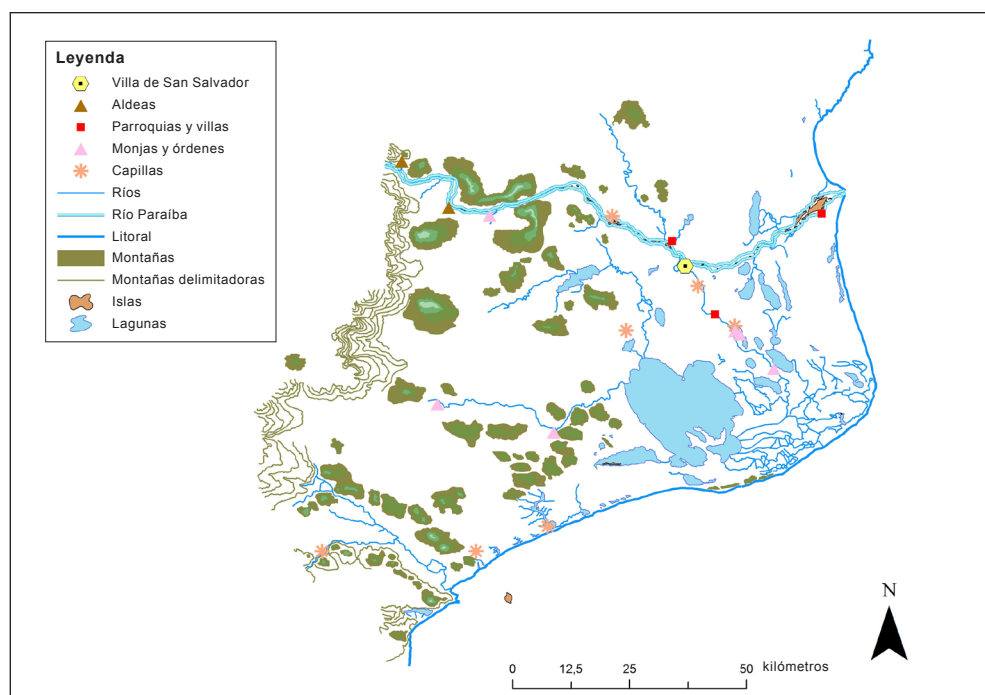 Leyenda
Villa de San Salvador
Aldeas
Parroquias y villas
Monjas y órdenes
Capillas
Ríos
Río Paraíba
Litoral
Montañas
Montañas delimitadoras
Islas
Lagunas
N
0 12,5 25 50 kilómetros